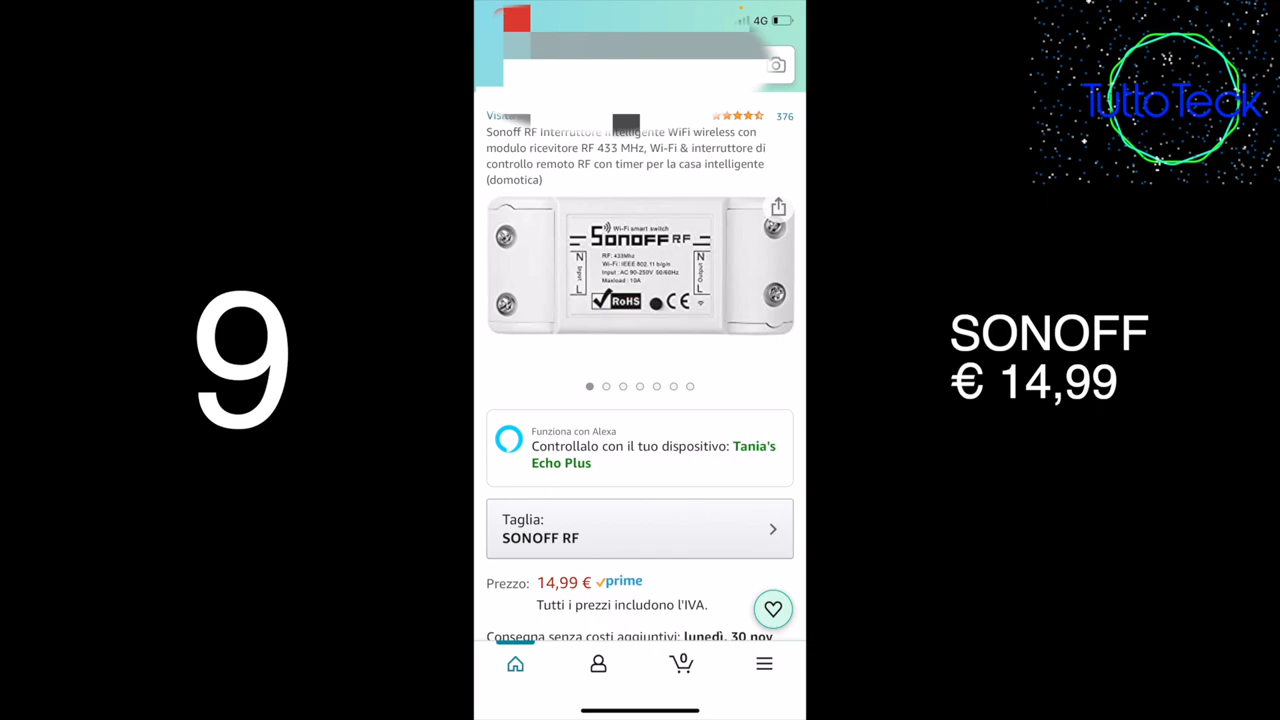 4G
TuttoTeck
376
Sonoff RF Interruttore intelligente WiFi wireless con
modulo ricevitore RF 433 MHz, Wi-Fi & interruttore di
controllo remoto RF con timer per la casa intelligente
(domotica)
Wi-Fi smart switch
SONOFF RF
RF: 433Mhz
Wi-Fi: IEEE 802.11 b/g/n
Input : AC 90-250V 50/60Hz
Maxload : 10A
N
Input
L
N
Output
L
RoHS
CE
9
SONOFF
€ 14,99
Funziona con Alexa
Controllalo con il tuo dispositivo: Tania's
Echo Plus
Taglia:
SONOFF RF
Prezzo: 14,99 € prime
Tutti i prezzi includono l'IVA.
Consegna senza costi aggiuntivi: lunedì, 30 nov
0